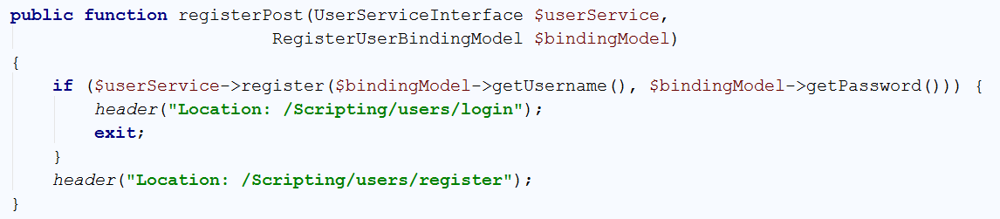 public function registerPost(UserServiceInterface $userService,
                         RegisterUserBindingModel $bindingModel)
{
    if ($userService->register($bindingModel->getUsername(), $bindingModel->getPassword())) {
        header("Location: /Scripting/users/login");
        exit;
    }
    header("Location: /Scripting/users/register");
}